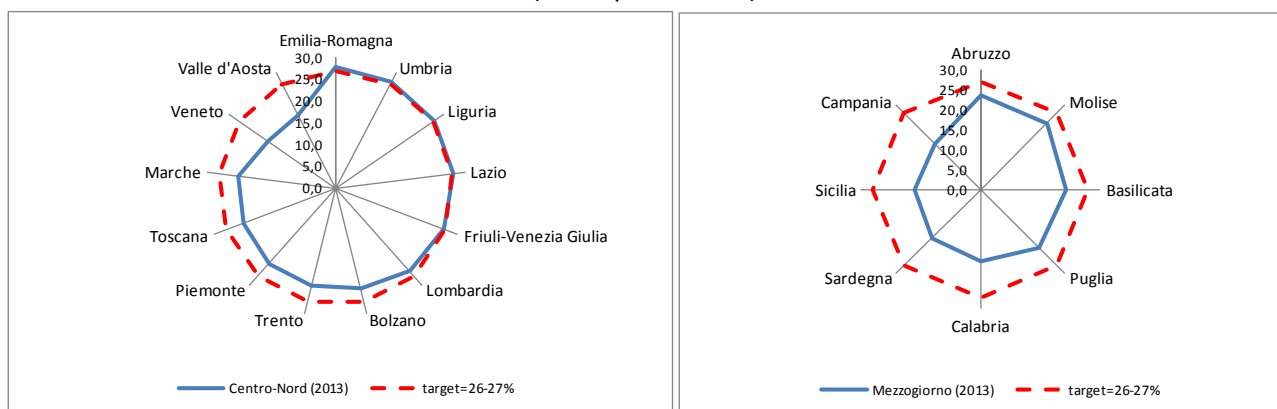 Emilia-Romagna
Umbria
Liguria
Lazio
Friuli-Venezia Giulia
Lombardia
Bolzano
Trento
Piemonte
Toscana
Marche
Veneto
Valle d'Aosta
30,0
25,0
20,0
15,0
10,0
5,0
0,0
Centro-Nord (2013)
target=26-27%
Abruzzo
Molise
Basilicata
Puglia
Calabria
Sardegna
Sicilia
Campania
30,0
25,0
20,0
15,0
10,0
5,0
0,0
Mezzogiorno (2013)
target=26-27%